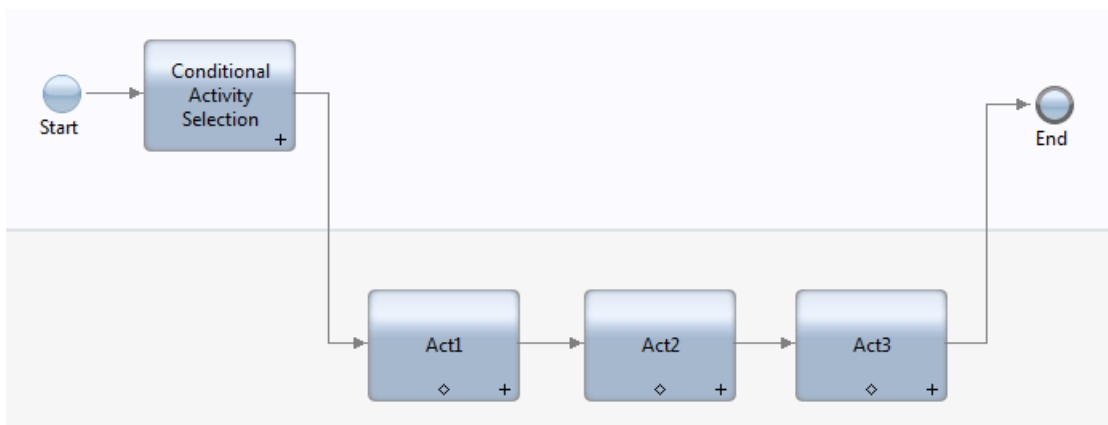 Conditional
Activity
Selection
Start
End
Act1
Act2
Act3